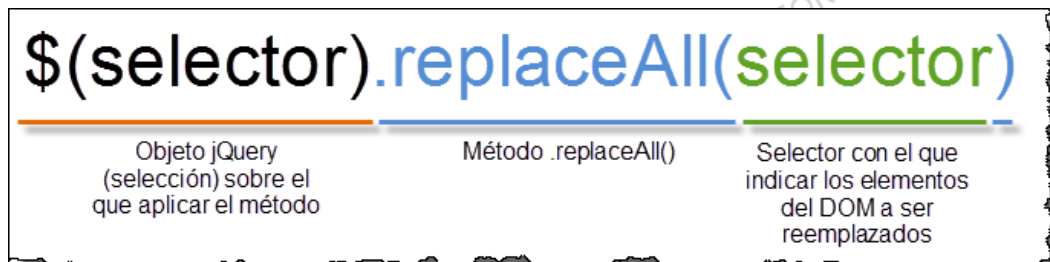 $(selector).replaceAll(selector)
Objeto jQuery
(selección) sobre el
que aplicar el método
Método .replaceAll()
Selector con el que
indicar los elementos
del DOM a ser
reemplazados